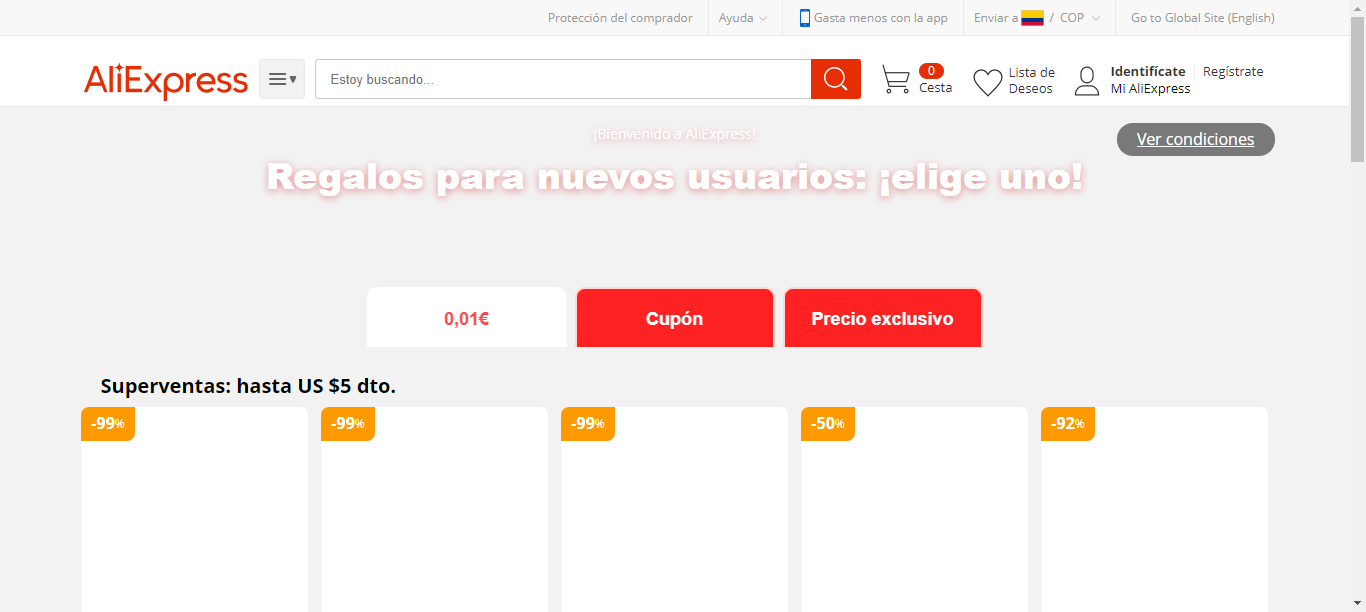 Protección del comprador
Ayuda
Gasta menos con la app
Enviar a / COP
Go to Global Site (English)
AliExpress
Estoy buscando...
0
Cesta
Lista de
Deseos
Identifícate
Regístrate
Mi AliExpress
¡Bienvenido a AliExpress!
Ver condiciones
Regalos para nuevos usuarios: ¡elige uno!
0,01€
Cupón
Precio exclusivo
Superventas: hasta US $5 dto.
-99%
-99%
-99%
-50%
-92%